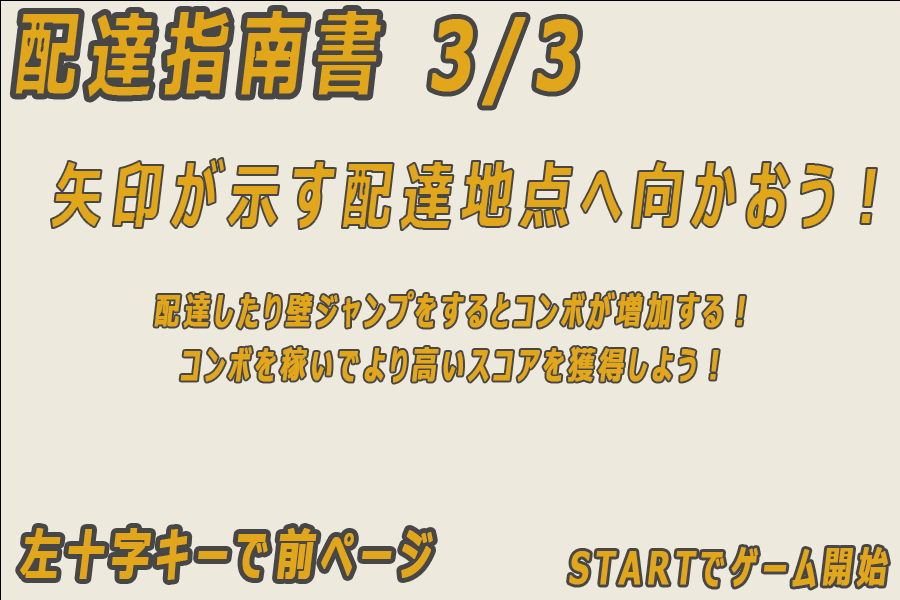 配達指南書 3/3
矢印が示す配達地点へ向かおう！
配達したり壁ジャンプをするとコンボが増加する！
コンボを稼いでより高いスコアを獲得しよう！
左十字キーで前ページ
STARTでゲーム開始